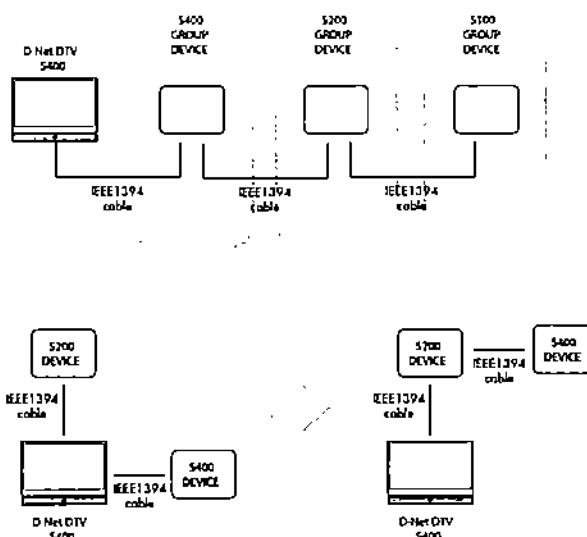 D-Net DTV
S400
S400
GROUP
DEVICE
S200
GROUP
DEVICE
S100
GROUP
DEVICE
IEEE1394
cable
IEEE1394
cable
IEEE1394
cable
S200
DEVICE
IEEE1394
cable
S400
DEVICE
IEEE1394
cable
D-Net DTV
S400
S200
DEVICE
S400
DEVICE
IEEE1394
cable
IEEE1394
cable
D-Net DTV
S400